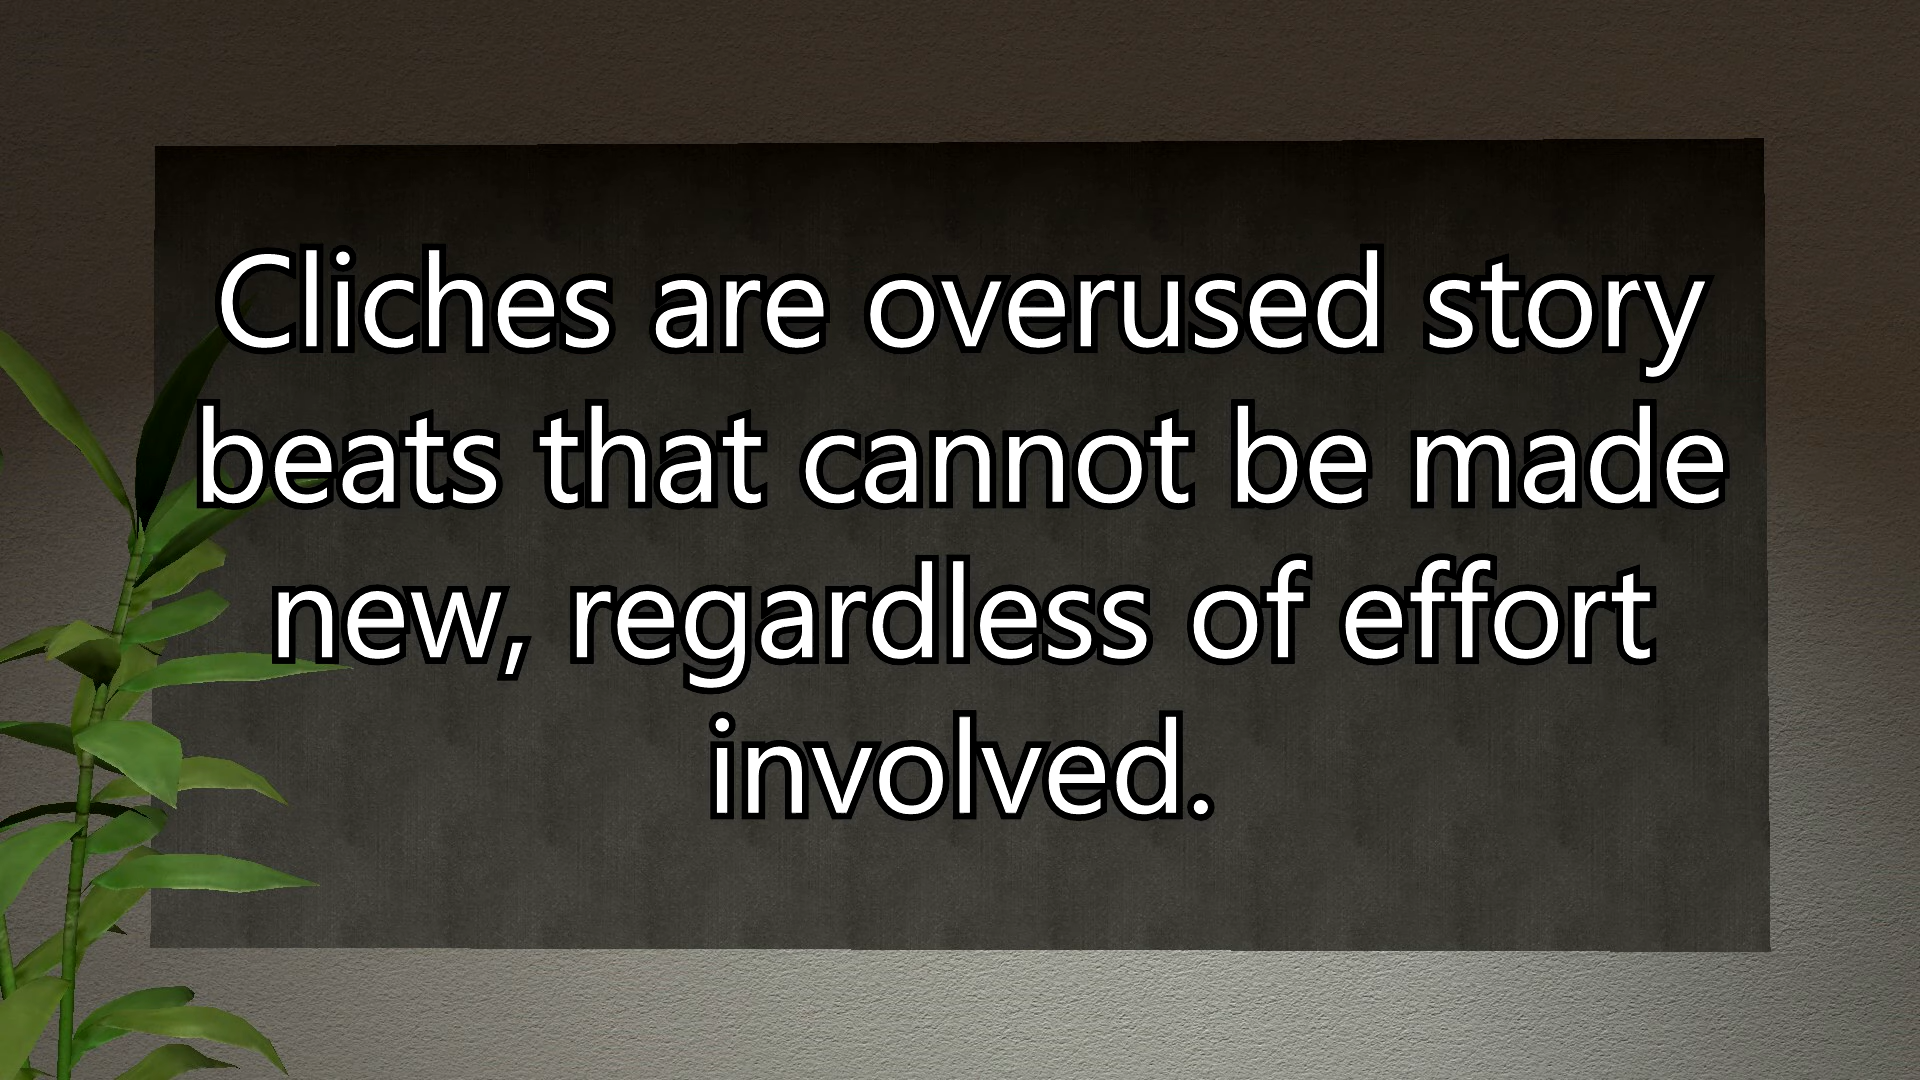 Cliches are overused story
beats that cannot be made
new, regardless of effort
involved.